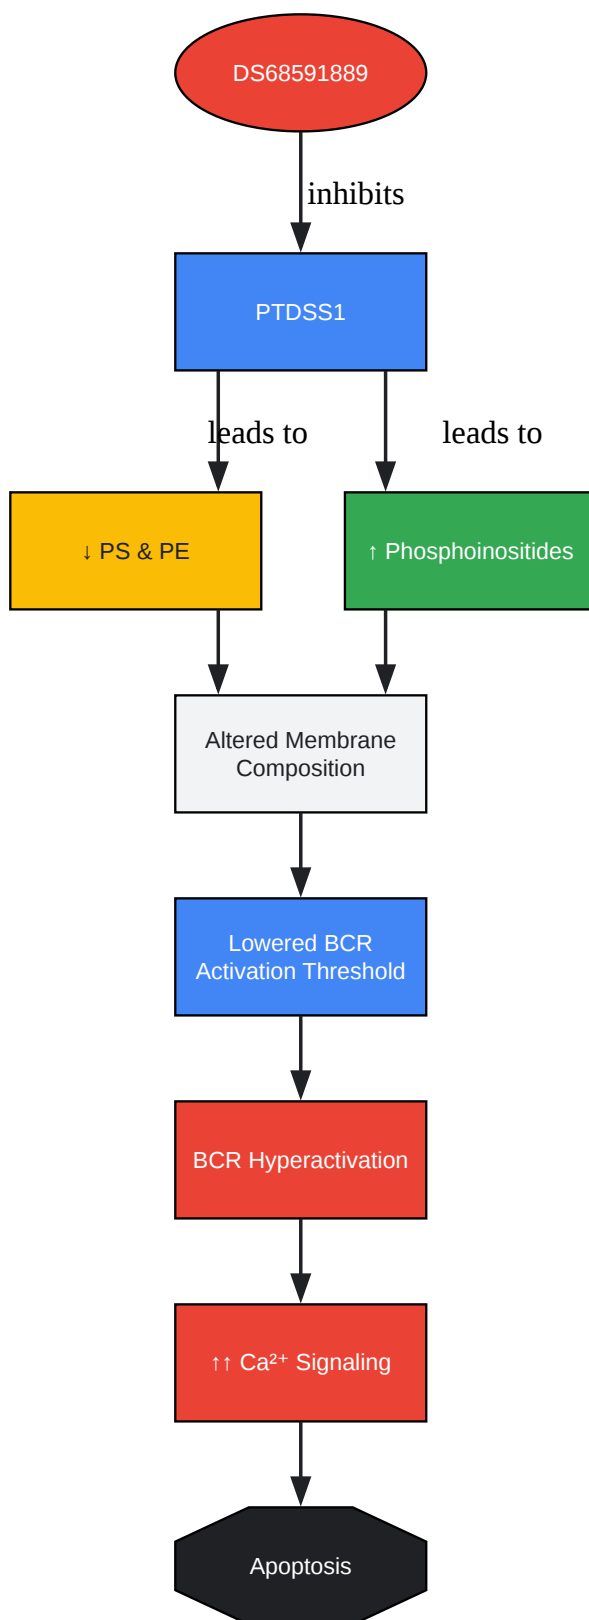 DS68591889
inhibits
PTDSS1
leads to
leads to
↓ PS & PE
↑ Phosphoinositides
Altered Membrane
Composition
Lowered BCR
Activation Threshold
BCR Hyperactivation
↑↑ Ca²⁺ Signaling
Apoptosis